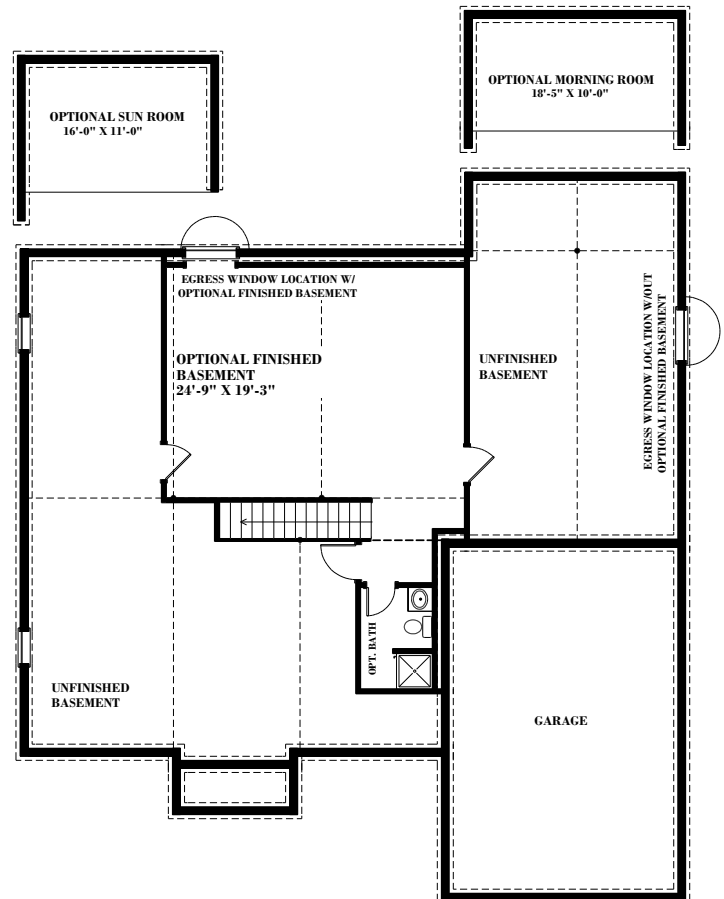 OPTIONAL MORNING ROOM
18'-5" X 10'-0"
OPTIONAL SUN ROOM
16'-0" X 11'-0"
EGRESS WINDOW LOCATION W/
OPTIONAL FINISHED BASEMENT
OPTIONAL FINISHED
BASEMENT
24'-9" X 19'-3"
UNFINISHED
BASEMENT
EGRESS WINDOW LOCATION W/OUT
OPTIONAL FINISHED BASEMENT
OPT. BATH
UNFINISHED
BASEMENT
GARAGE